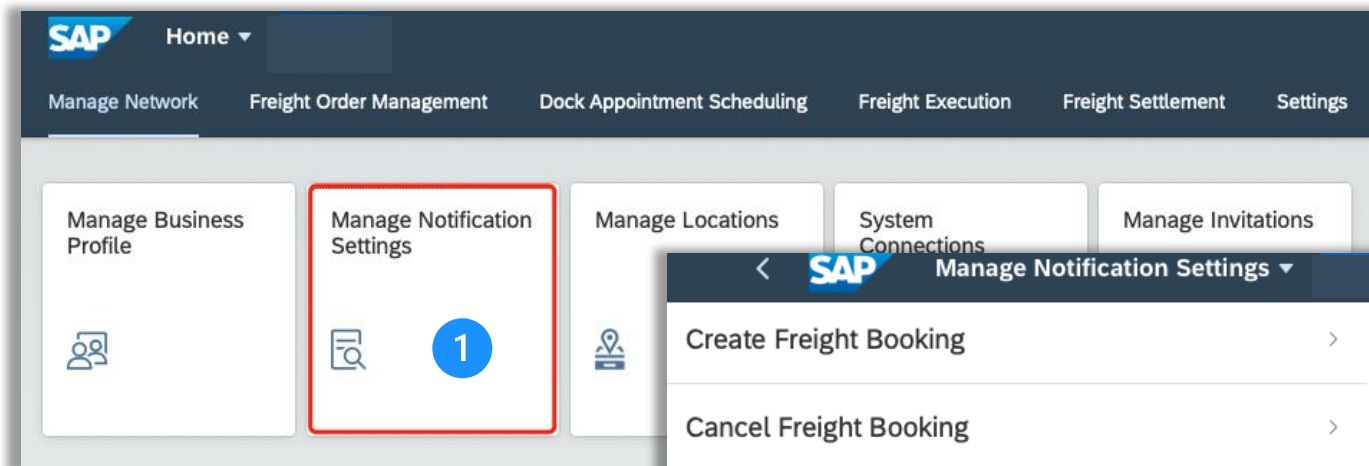 SAP Home
Manage Network Freight Order Management Dock Appointment Scheduling Freight Execution Freight Settlement Settings
Manage Business
Profile
Manage Notification
Settings
1
Manage Locations
System
Connections
Manage Invitations
SAP Manage Notification Settings
Create Freight Booking
Cancel Freight Booking